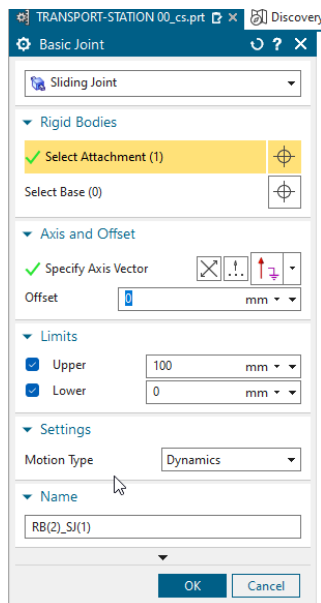 TRANSPORT-STATION 00_cs.prt
Discovery
Basic Joint
Sliding Joint
Rigid Bodies
Select Attachment (1)
Select Base (0)
Axis and Offset
Specify Axis Vector
Offset 0 mm
Limits
Upper 100 mm
Lower 0 mm
Settings
Motion Type Dynamics
Name
RB(2)_SJ(1)
OK Cancel